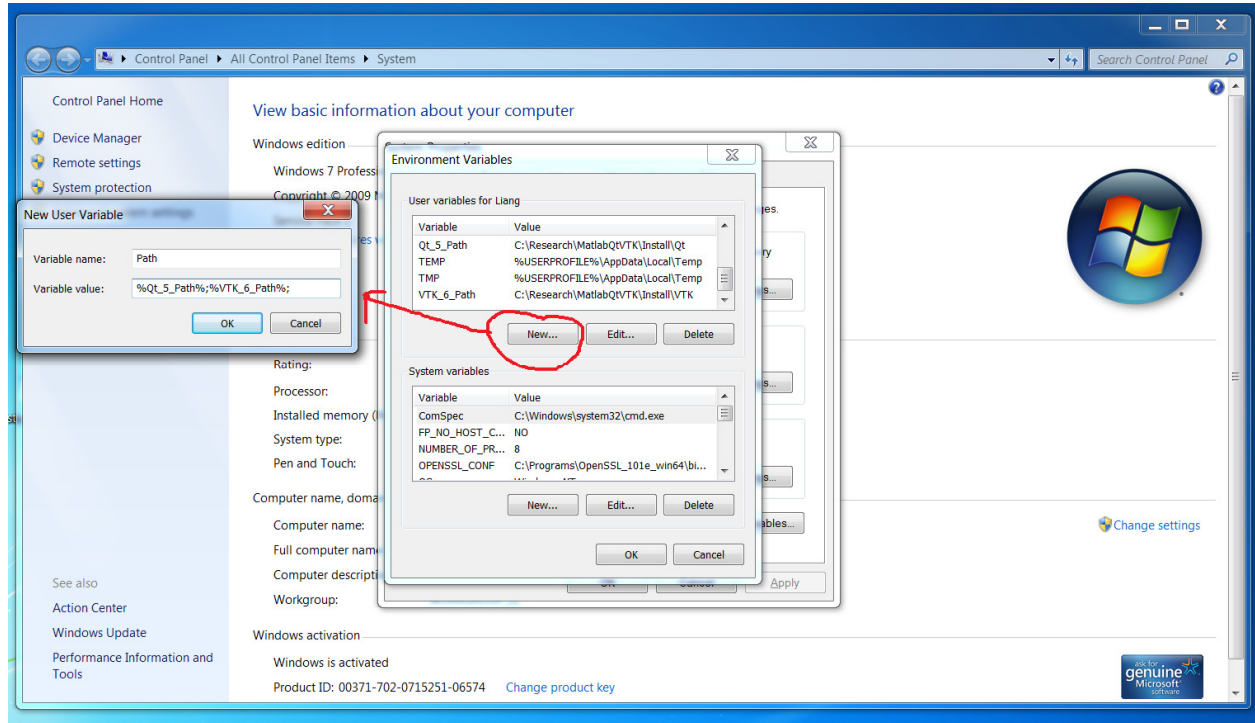 Control Panel All Control Panel Items System
Search Control Panel
Control Panel Home
Device Manager
Remote settings
System protection
View basic information about your computer
Windows edition
Windows 7 Profess
Copyright © 2009
New User Variable
Variable name: Path
Variable value: %Qt_5_Path%;%VTK_6_Path%;
OK Cancel
Environment Variables
User variables for Liang
Variable Value
Qt_5_Path C:\Research\MatlabQtVTK\Install\Qt
TEMP %USERPROFILE%\AppData\Local\Temp
TMP %USERPROFILE%\AppData\Local\Temp
VTK_6_Path C:\Research\MatlabQtVTK\Install\VTK
New... Edit... Delete
System variables
Variable Value
ComSpec C:\Windows\system32\cmd.exe
FP_NO_HOST_C... NO
NUMBER_OF_PR... 8
OPENSSL_CONF C:\Programs\OpenSSL_101e_win64\bi...
New... Edit... Delete
OK Cancel
ges.
ry
s...
s...
s...
ables...
Apply
Rating:
Processor:
Installed memory (
System type:
Pen and Touch:
Computer name, doma
Computer name:
Full computer nam
Computer descripti
Workgroup:
Change settings
Windows activation
Windows is activated
Product ID: 00371-702-0715251-06574 Change product key
See also
Action Center
Windows Update
Performance Information and
Tools
ask for
genuine
Microsoft
software